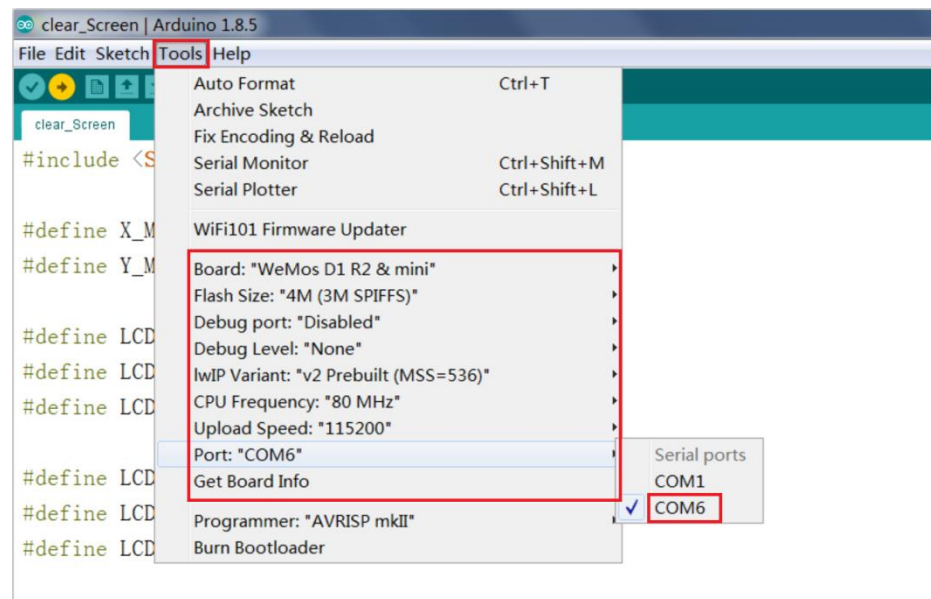 clear_Screen | Arduino 1.8.5
File Edit Sketch Tools Help
clear_Screen
Auto Format Ctrl+T
Archive Sketch
Fix Encoding & Reload
Serial Monitor Ctrl+Shift+M
Serial Plotter Ctrl+Shift+L
WiFi101 Firmware Updater
Board: "WeMos D1 R2 & mini"
Flash Size: "4M (3M SPIFFS)"
Debug port: "Disabled"
Debug Level: "None"
lwIP Variant: "v2 Prebuilt (MSS=536)"
CPU Frequency: "80 MHz"
Upload Speed: "115200"
Port: "COM6"
Get Board Info
Programmer: "AVRISP mkII"
Burn Bootloader
Serial ports
COM1
COM6
#include <S
#define X_M
#define Y_M
#define LCD
#define LCD
#define LCD
#define LCD
#define LCD
#define LCD